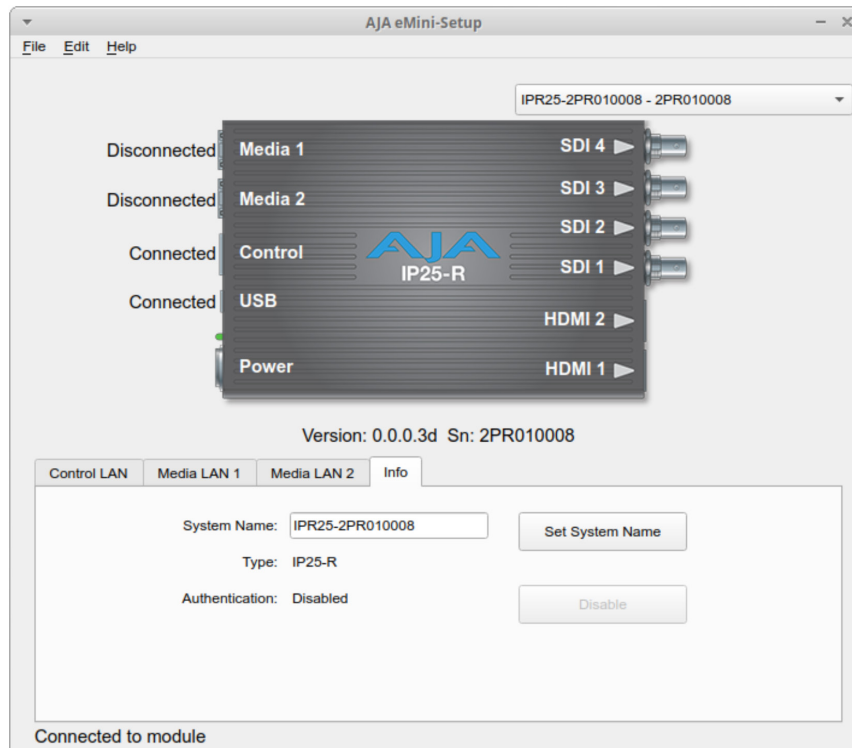 AJA eMini-Setup
File Edit Help
IPR25-2PR010008 - 2PR010008
Disconnected Media 1 SDI 4
Disconnected Media 2 SDI 3
SDI 2
Connected Control AJA SDI 1
IP25-R
Connected USB HDMI 2
Power HDMI 1
Version: 0.0.0.3d Sn: 2PR010008
Control LAN Media LAN 1 Media LAN 2 Info
System Name: IPR25-2PR010008 Set System Name
Type: IP25-R
Authentication: Disabled Disable
Connected to module